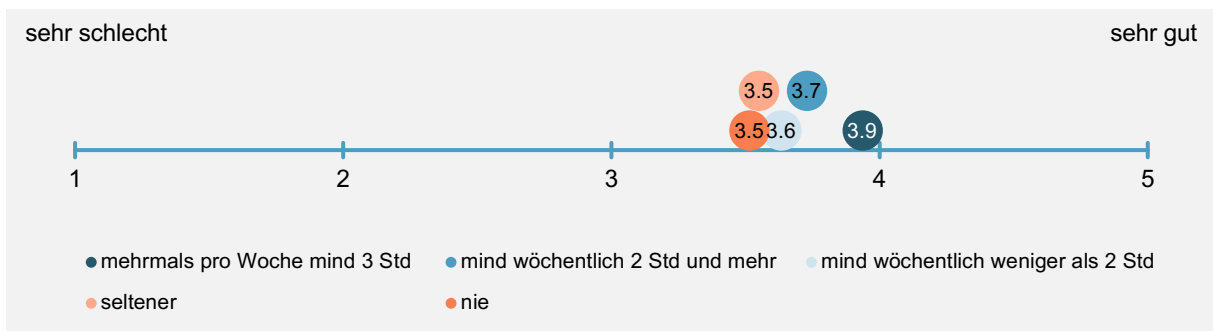 sehr schlecht sehr gut
3.5 3.7
3.5 3.6 3.9
1 2 3 4 5
mehrmals pro Woche mind 3 Std mind wöchentlich 2 Std und mehr mind wöchentlich weniger als 2 Std
seltener nie